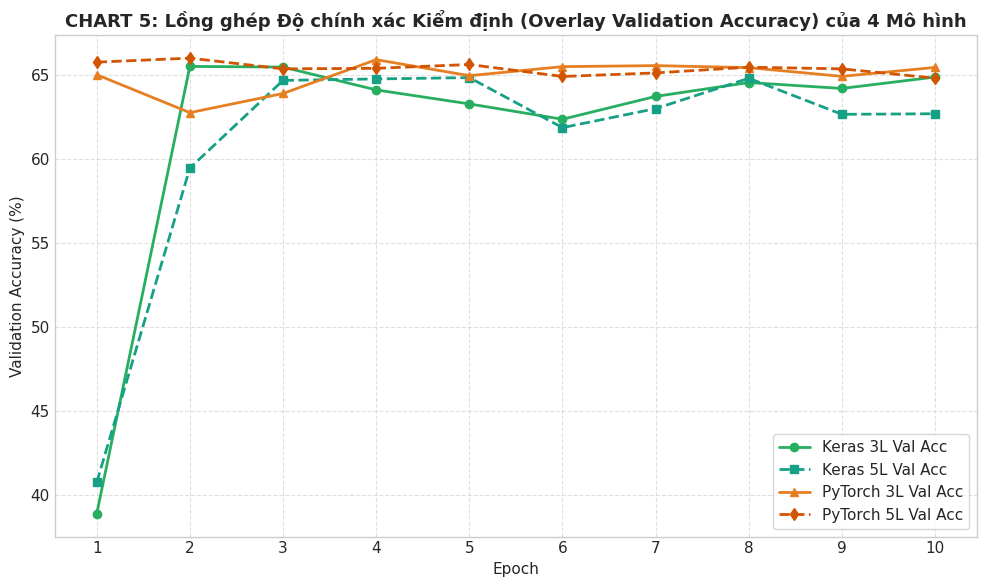 CHART 5: Lồng ghép Độ chính xác Kiểm định (Overlay Validation Accuracy) của 4 Mô hình
Validation Accuracy (%)
65
60
55
50
45
40
1 2 3 4 5 6 7 8 9 10
Epoch
Keras 3L Val Acc
Keras 5L Val Acc
PyTorch 3L Val Acc
PyTorch 5L Val Acc